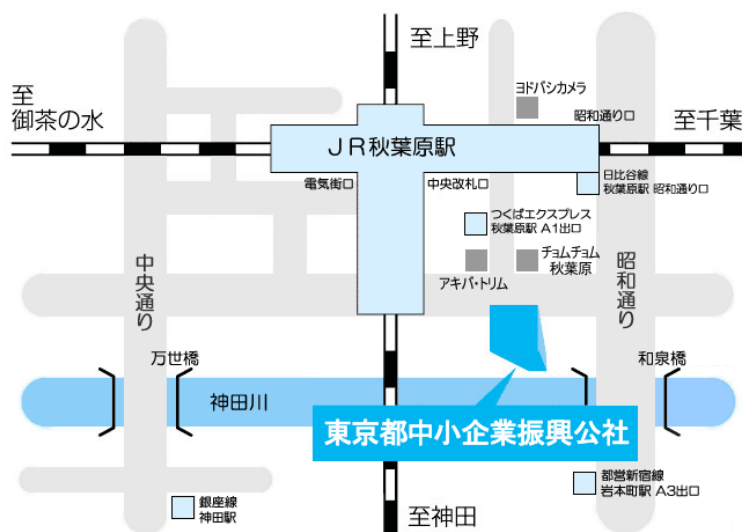 至上野
ヨドバシカメラ
至
御茶の水
昭和通り口
至千葉
JR秋葉原駅
電気街口
中央改札口
日比谷線
秋葉原駅 昭和通り口
つくばエクスプレス
秋葉原駅 A1出口
チョムチョム
秋葉原
アキバ・トリム
中央通り
昭和通り
万世橋
和泉橋
神田川
東京都中小企業振興公社
都営新宿線
岩本町駅 A3出口
銀座線
神田駅
至神田